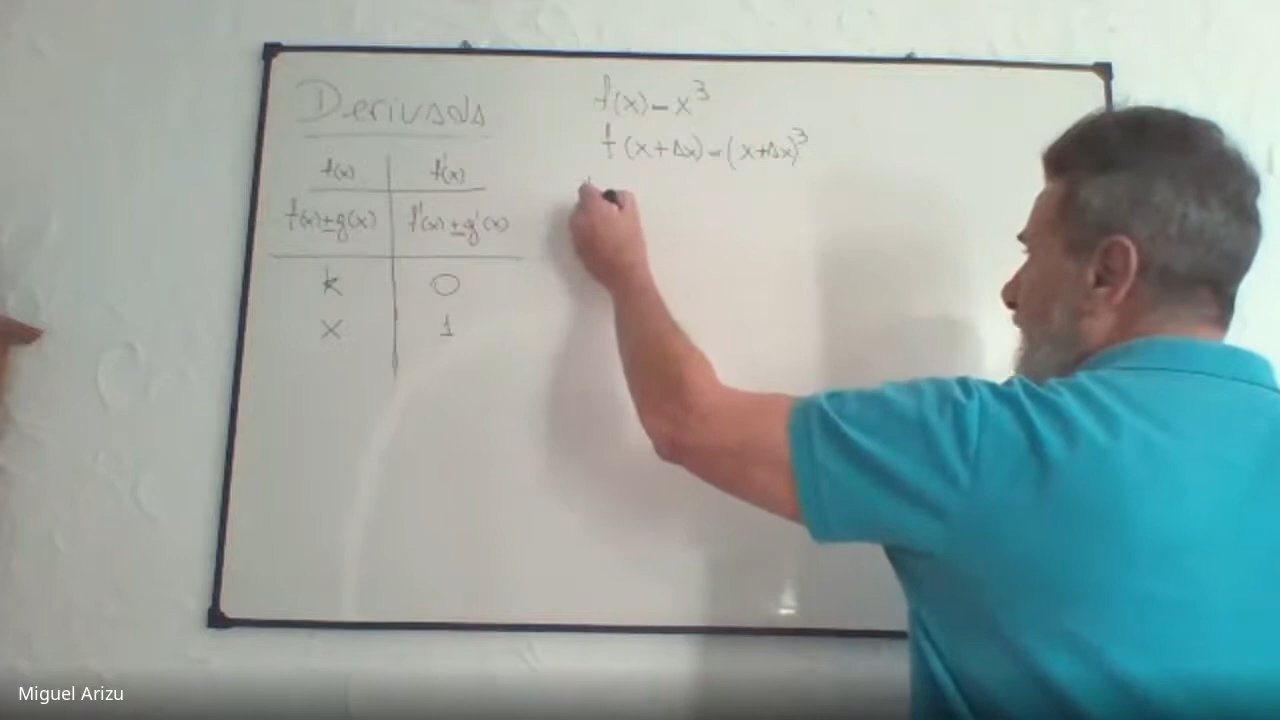 Derivada
f(x) f'(x)
f(x)±g(x) f'(x)±g'(x)
k 0
x 1
f(x)=x³
f(x+Δx)=(x+Δx)³
Miguel Arizu